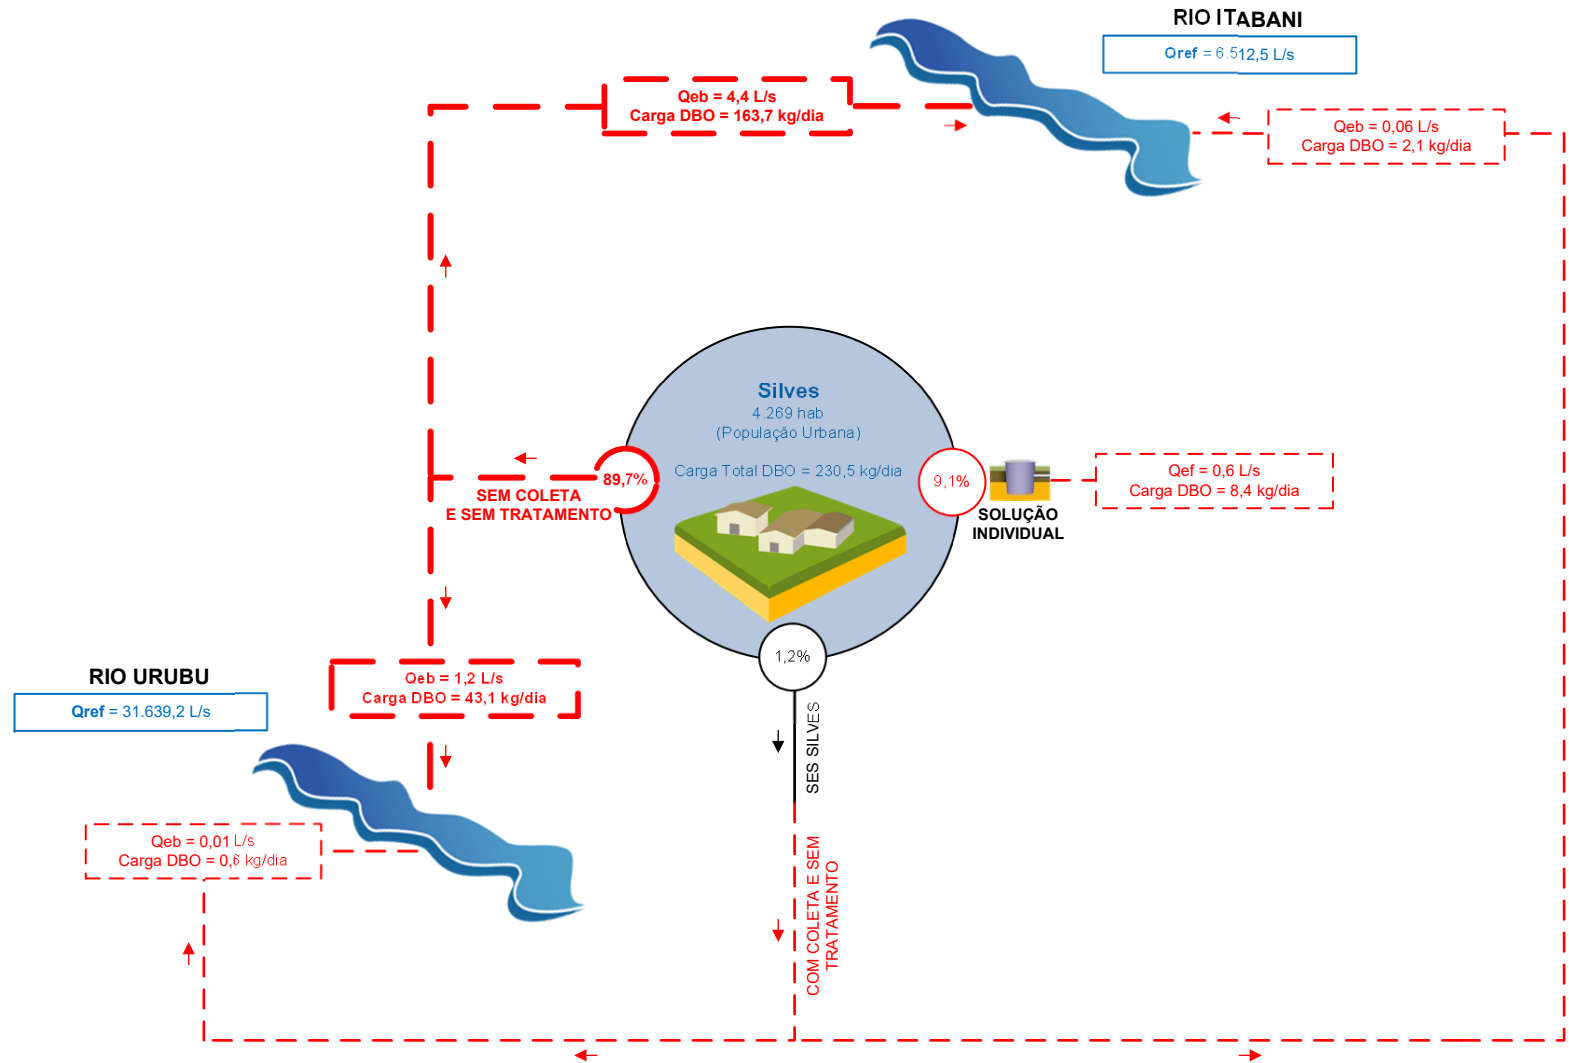 RIO ITABANI
Qref = 6.512,5 L/s
Qeb = 4,4 L/s
Carga DBO = 163,7 kg/dia
Qeb = 0,06 L/s
Carga DBO = 2,1 kg/dia
Silves
4.269 hab
(População Urbana)
Carga Total DBO = 230,5 kg/dia
89,7%
SEM COLETA
E SEM TRATAMENTO
9,1%
SOLUÇÃO
INDIVIDUAL
Qef = 0,6 L/s
Carga DBO = 8,4 kg/dia
1,2%
SES SILVES
COM COLETA E SEM
TRATAMENTO
RIO URUBU
Qref = 31.639,2 L/s
Qeb = 1,2 L/s
Carga DBO = 43,1 kg/dia
Qeb = 0,01 L/s
Carga DBO = 0,6 kg/dia